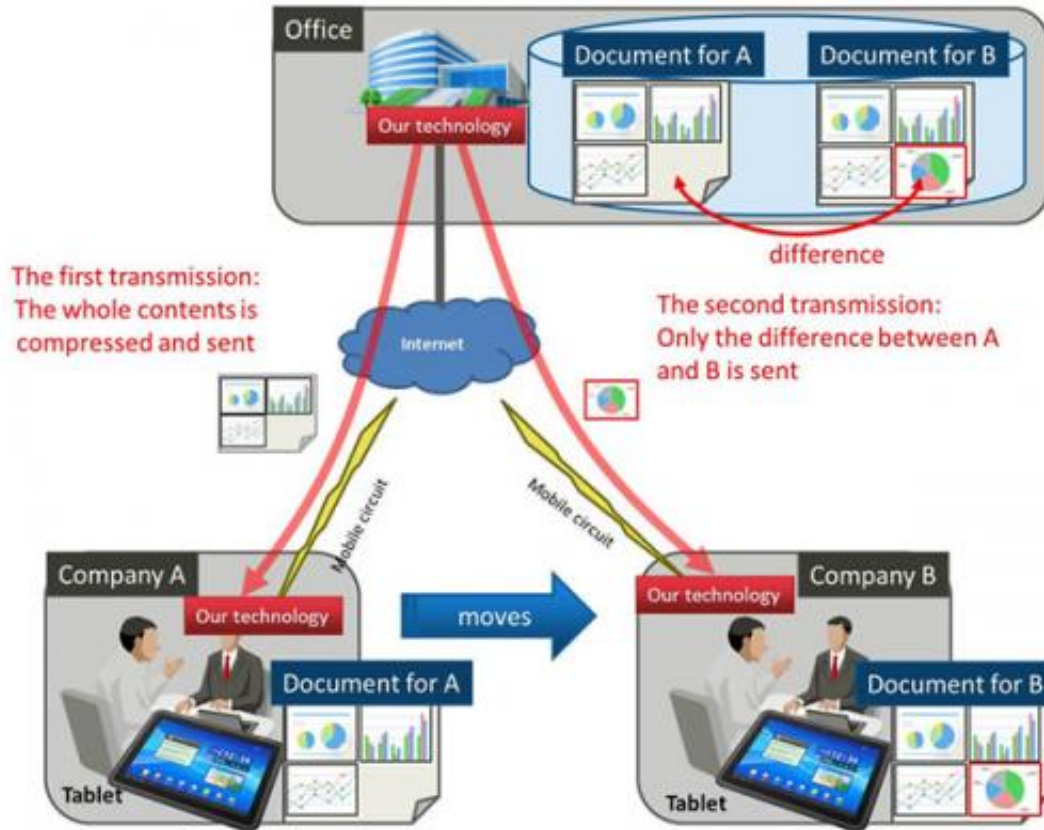 Office
Document for A
Document for B
Our technology
difference
The first transmission:
The whole contents is
compressed and sent
The second transmission:
Only the difference between A
and B is sent
Internet
Mobile circuit
Mobile circuit
Company A
Our technology
Document for A
Tablet
moves
Our technology
Company B
Document for B
Tablet